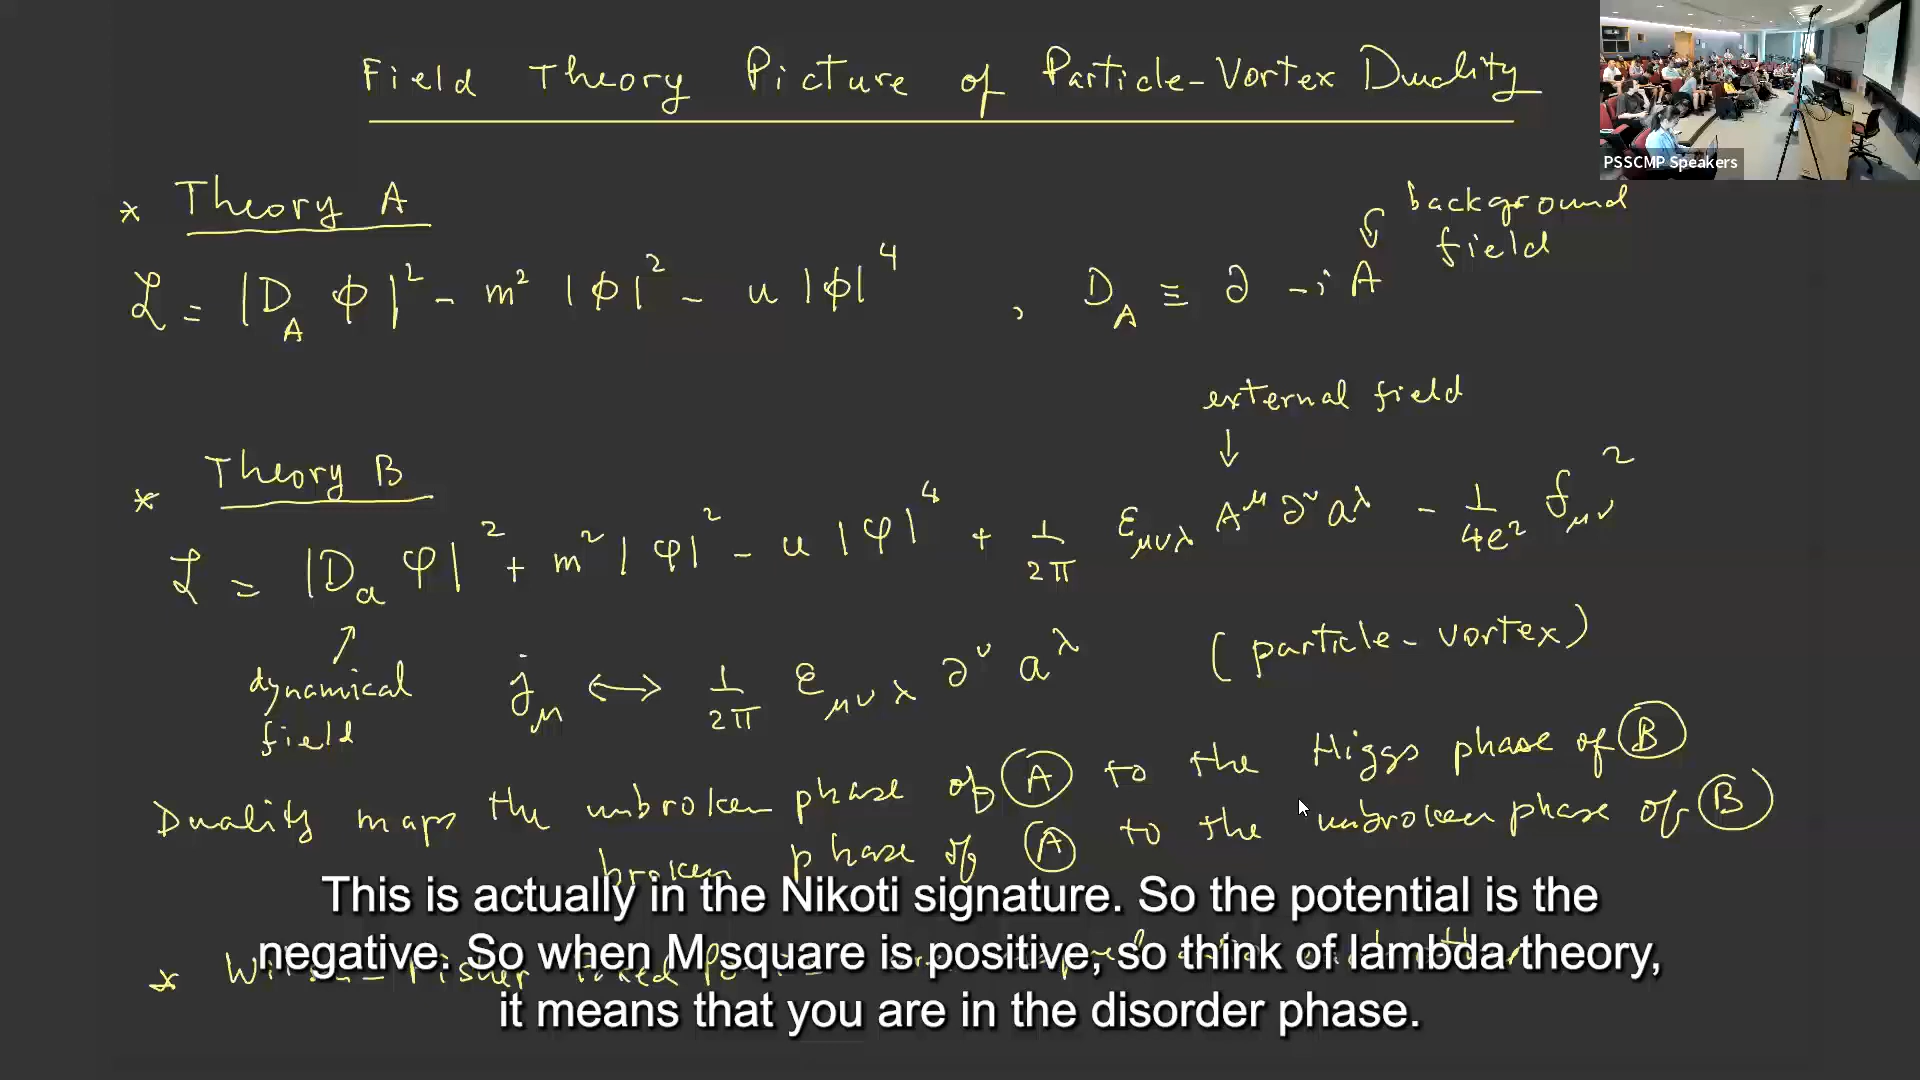 Field Theory Picture of Particle-Vortex Duality
PSSCMP Speakers
* Theory A
background
field
ℒ = |D_A ϕ|² - m² |ϕ|² - u |ϕ|⁴ , D_A ≡ ∂ - i A
external field
* Theory B
ℒ = |D_a φ|² + m² |φ|² - u |φ|⁴ + 1/2π ε_μνλ A^μ ∂^ν a^λ - 1/4e² f_μν²
dynamical
field
j_μ ↔ 1/2π ε_μνλ ∂^ν a^λ (particle-vortex)
Duality maps the unbroken phase of Ⓐ to the Higgs phase of Ⓑ
broken phase of Ⓐ to the unbroken phase of Ⓑ
This is actually in the Nikoti signature. So the potential is the
negative. So when M square is positive, so think of lambda theory,
it means that you are in the disorder phase.
* Wilson-Fisher fixed